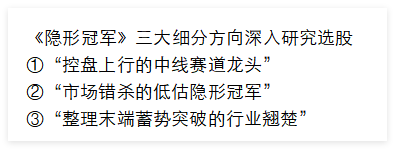 《隐形冠军》三大细分方向深入研究选股
①“控盘上行的中线赛道龙头”
②“市场错杀的低估隐形冠军”
③“整理末端蓄势突破的行业翘楚”